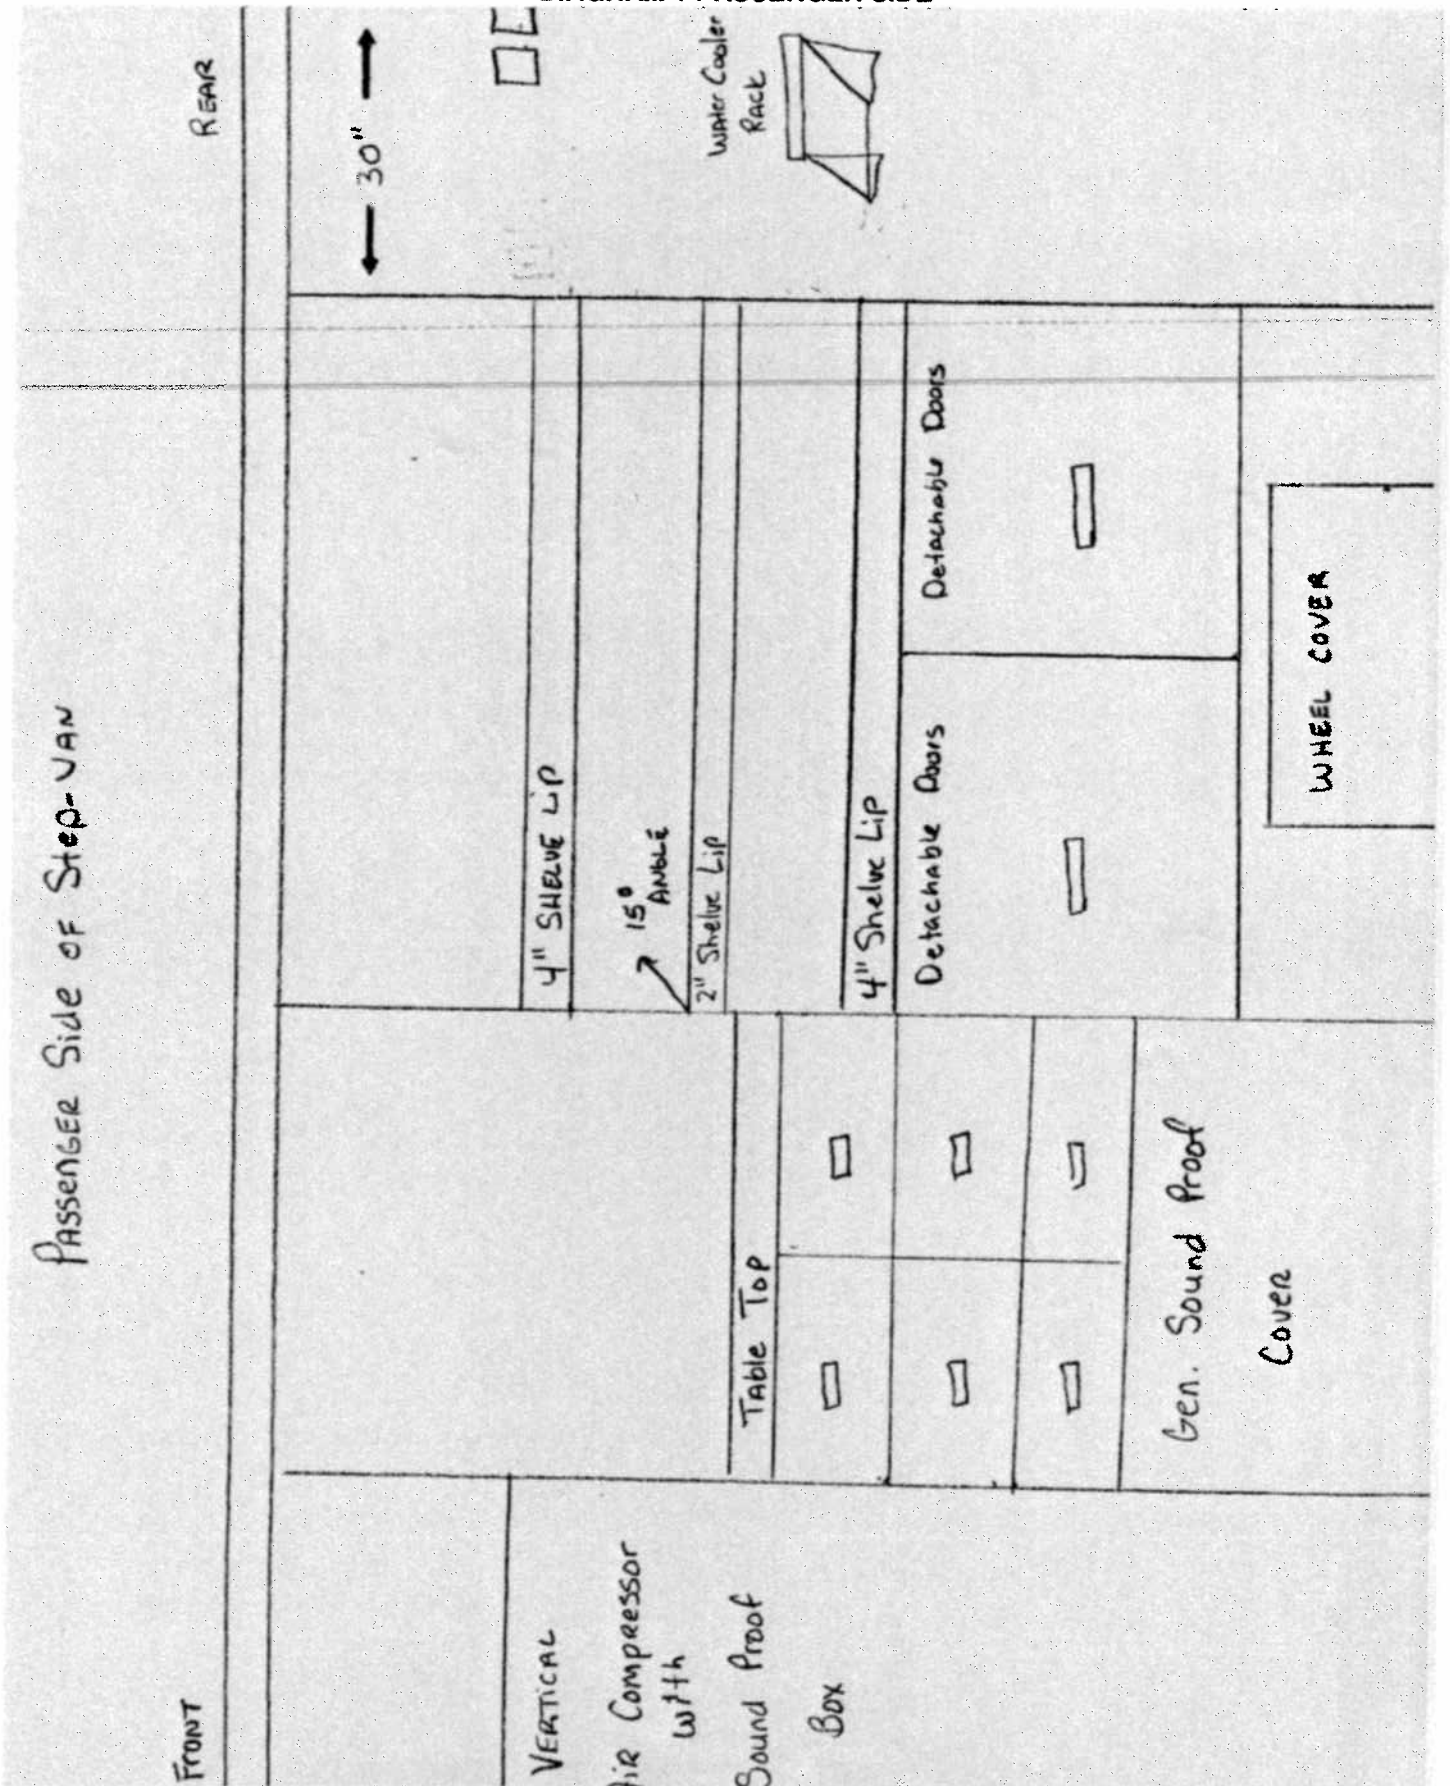 PASSENGER Side OF Step-VAN
FRONT
REAR
30"
VERTICAL
AIR Compressor
with
Sound Proof
Box
TABLE TOP
Gen. Sound Proof
Cover
4" SHELVE LIP
15°
ANGLE
2" Shelve Lip
4" Shelve Lip
Detachable Doors
Detachable Doors
WHEEL COVER
Water Cooler
RACK